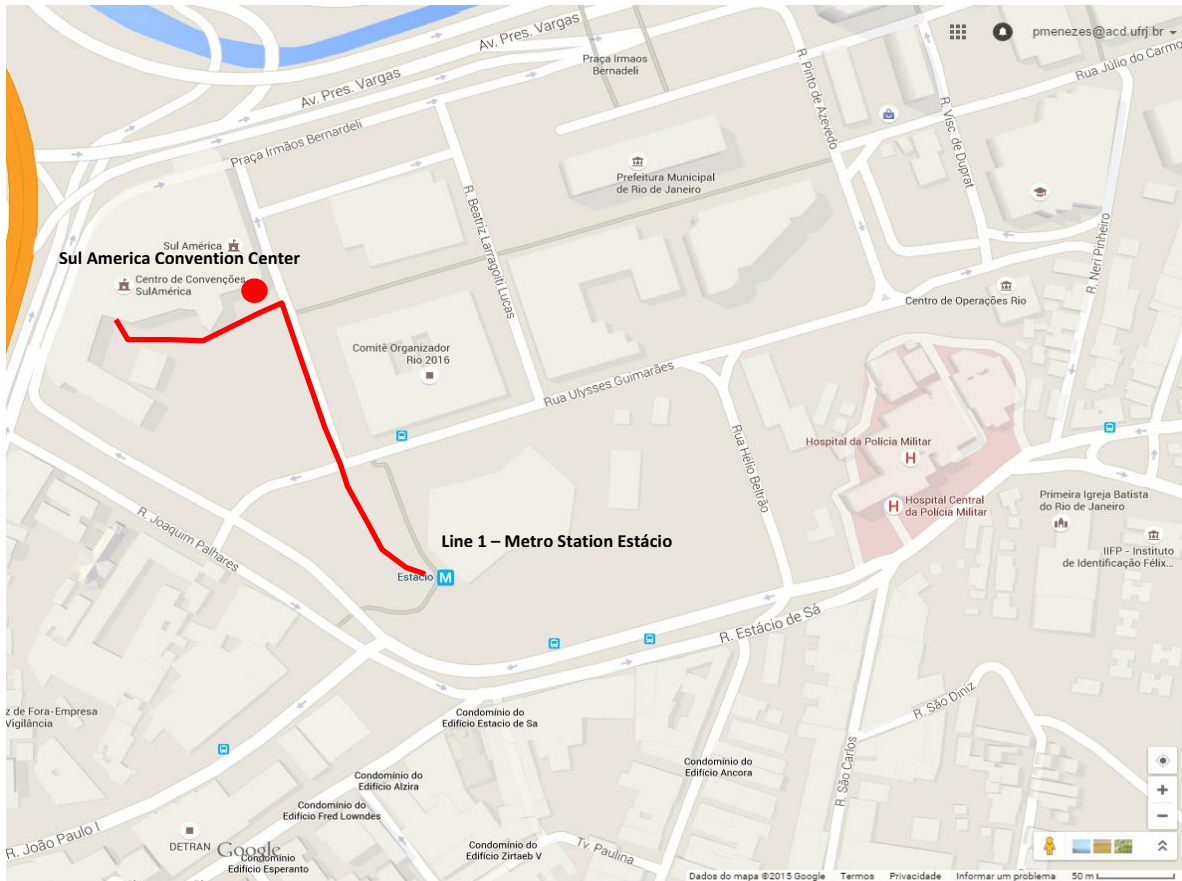 Av. Pres. Vargas
Praça Irmaos
Bernadeli
pmenezes@acd.ufrj.br
Av. Pres. Vargas
R. Pinto de Azevedo
Rua Júlio do Carmo
R. Visc. de Duprat
Praça Irmãos Bernardeli
Prefeitura Municipal
de Rio de Janeiro
R. Beatriz Larragoiti Lucas
R. Neri Pinheiro
Sul América
Sul America Convention Center
Centro de Convenções
SulAmérica
Centro de Operações Rio
Comitê Organizador
Rio 2016
Rua Ulysses Guimarães
Rua Hélio Beltrão
Hospital da Polícia Militar
H
H
Hospital Central
da Polícia Militar
Primeira Igreja Batista
do Rio de Janeiro
IIFP - Instituto
de Identificação Félix...
R. Joaquim Palhares
Line 1 – Metro Station Estácio
Estácio
M
R. Estácio de Sá
z de Fora-Empresa
Vigilância
Condomínio do
Edifício Estacio de Sa
R. São Diniz
R. São Carlos
Condomínio do
Edifício Ancora
Condomínio do
Edifício Alzira
Condomínio do
Edifício Fred Lowndes
R. João Paulo I
DETRAN
Google
Condomínio
Edifício Esperanto
Condomínio do
Edifício Zirtaeb V
Tv. Paulina
+
−
Dados do mapa ©2015 Google
Termos
Privacidade
Informar um problema
50 m